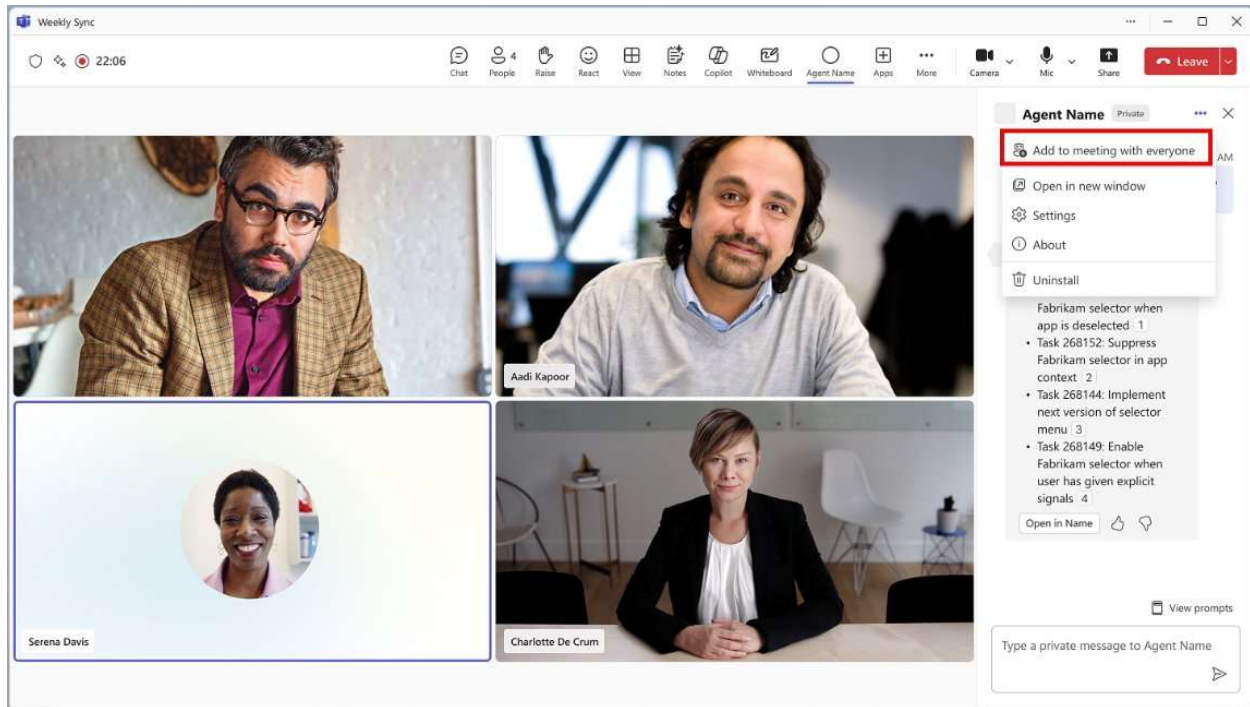 Weekly Sync
22:06
Chat
People
4
Raise
React
View
Notes
Copilot
Whiteboard
Agent Name
Apps
More
Camera
Mic
Share
Leave
Aadi Kapoor
Serena Davis
Charlotte De Crum
Agent Name
Private
Add to meeting with everyone
AM
Open in new window
Settings
About
Uninstall
Fabrikam selector when
app is deselected 1
• Task 268152: Suppress
Fabrikam selector in app
context 2
• Task 268144: Implement
next version of selector
menu 3
• Task 268149: Enable
Fabrikam selector when
user has given explicit
signals 4
Open in Name
View prompts
Type a private message to Agent Name